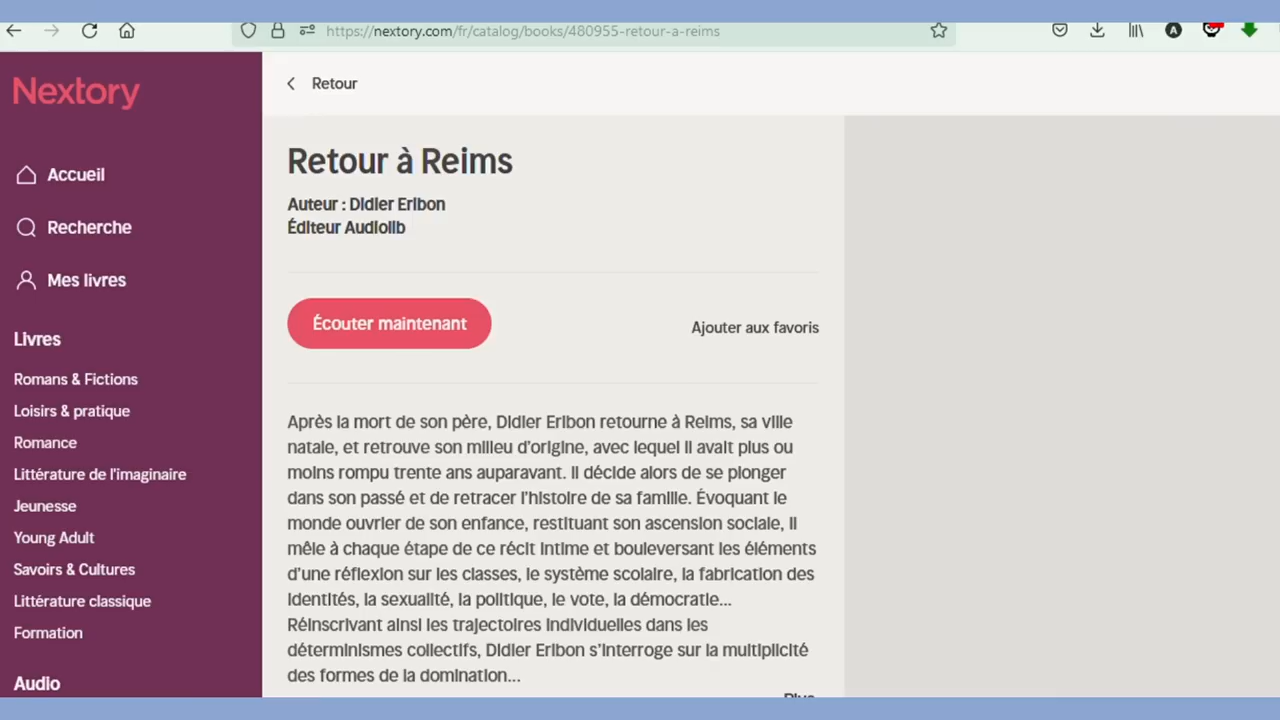 https://nextory.com/fr/catalog/books/480955-retour-a-reims
Nextory
Accueil
Recherche
Mes livres
Livres
Romans & Fictions
Loisirs & pratique
Romance
Littérature de l'imaginaire
Jeunesse
Young Adult
Savoirs & Cultures
Littérature classique
Formation
Audio
Retour
Retour à Reims
Auteur : Didier Eribon
Éditeur Audiolib
Écouter maintenant
Ajouter aux favoris
Après la mort de son père, Didier Eribon retourne à Reims, sa ville
natale, et retrouve son milieu d'origine, avec lequel il avait plus ou
moins rompu trente ans auparavant. Il décide alors de se plonger
dans son passé et de retracer l'histoire de sa famille. Évoquant le
monde ouvrier de son enfance, restituant son ascension sociale, il
mêle à chaque étape de ce récit intime et bouleversant les éléments
d'une réflexion sur les classes, le système scolaire, la fabrication des
identités, la sexualité, la politique, le vote, la démocratie...
Réinscrivant ainsi les trajectoires individuelles dans les
déterminismes collectifs, Didier Eribon s'interroge sur la multiplicité
des formes de la domination...
Plus